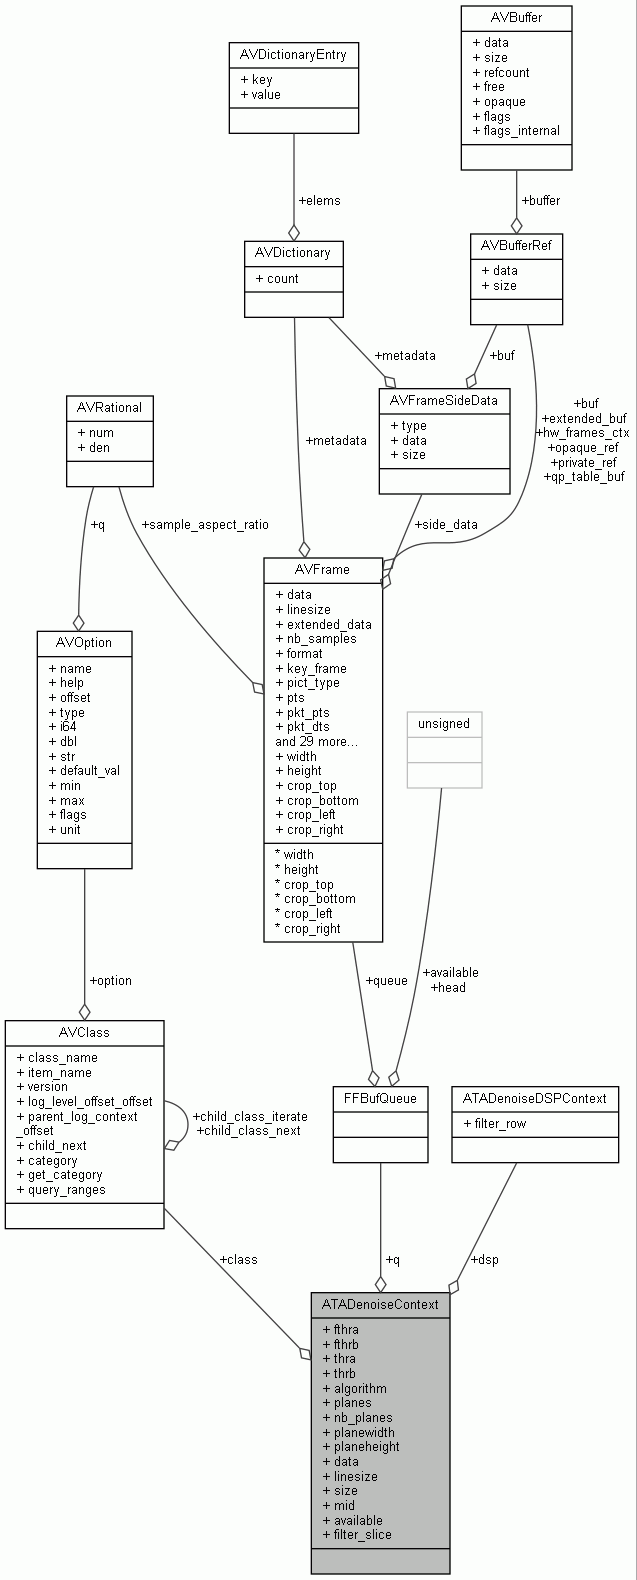 AVBuffer
+ data
+ size
+ refcount
+ free
+ opaque
+ flags
+ flags_internal
AVDictionaryEntry
+ key
+ value
+elems
+buffer
AVDictionary
+ count
AVBufferRef
+ data
+ size
+metadata
+buf
AVFrameSideData
+ type
+ data
+ size
+buf
+extended_buf
+hw_frames_ctx
+opaque_ref
+private_ref
+qp_table_buf
AVRational
+ num
+ den
+metadata
+q
+sample_aspect_ratio
+side_data
AVFrame
+ data
+ linesize
+ extended_data
+ nb_samples
+ format
+ key_frame
+ pict_type
+ pts
+ pkt_pts
+ pkt_dts
and 29 more...
+ width
+ height
+ crop_top
+ crop_bottom
+ crop_left
+ crop_right
* width
* height
* crop_top
* crop_bottom
* crop_left
* crop_right
AVOption
+ name
+ help
+ offset
+ type
+ i64
+ dbl
+ str
+ default_val
+ min
+ max
+ flags
+ unit
unsigned
+option
+queue
+available
+head
AVClass
+ class_name
+ item_name
+ version
+ log_level_offset_offset
+ parent_log_context
_offset
+ child_next
+ category
+ get_category
+ query_ranges
+child_class_iterate
+child_class_next
FFBufQueue
ATADenoiseDSPContext
+ filter_row
+class
+q
+dsp
ATADenoiseContext
+ fthra
+ fthrb
+ thra
+ thrb
+ algorithm
+ planes
+ nb_planes
+ planewidth
+ planeheight
+ data
+ linesize
+ size
+ mid
+ available
+ filter_slice